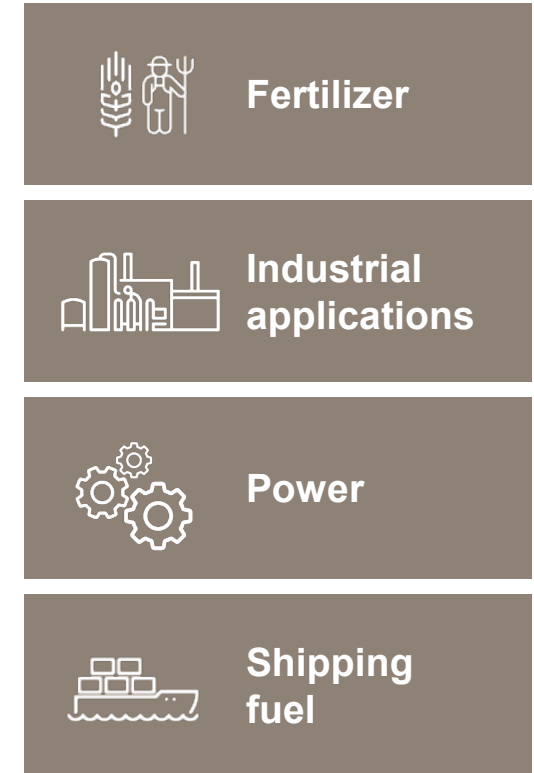 Fertilizer
Industrial
applications
Power
Shipping
fuel